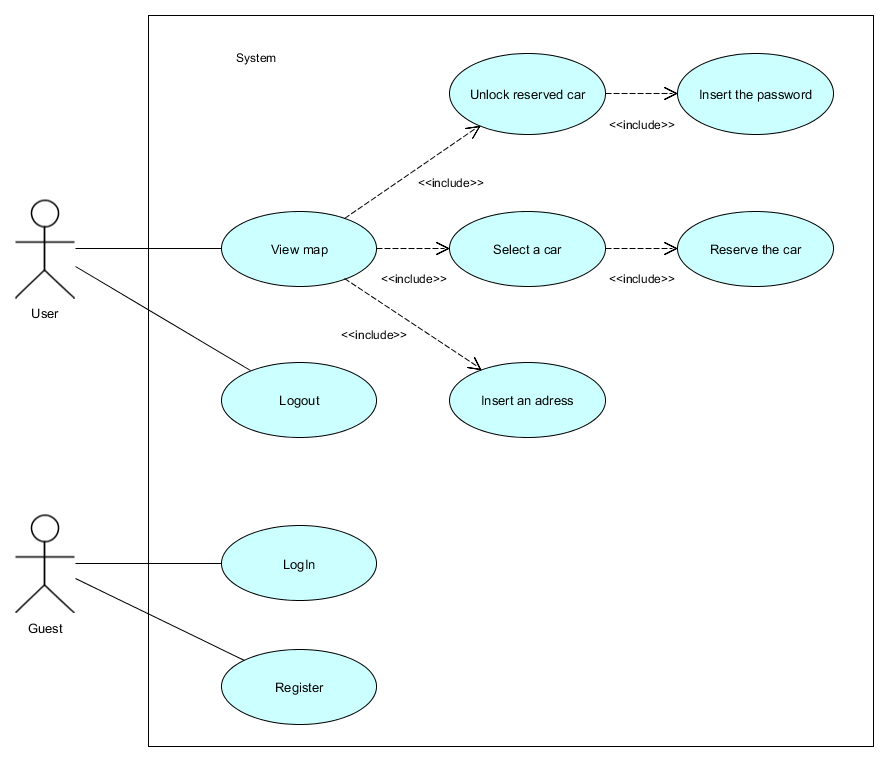 System
Unlock reserved car
Insert the password
<<include>>
<<include>>
View map
Select a car
Reserve the car
<<include>>
<<include>>
User
<<include>>
Logout
Insert an adress
LogIn
Guest
Register